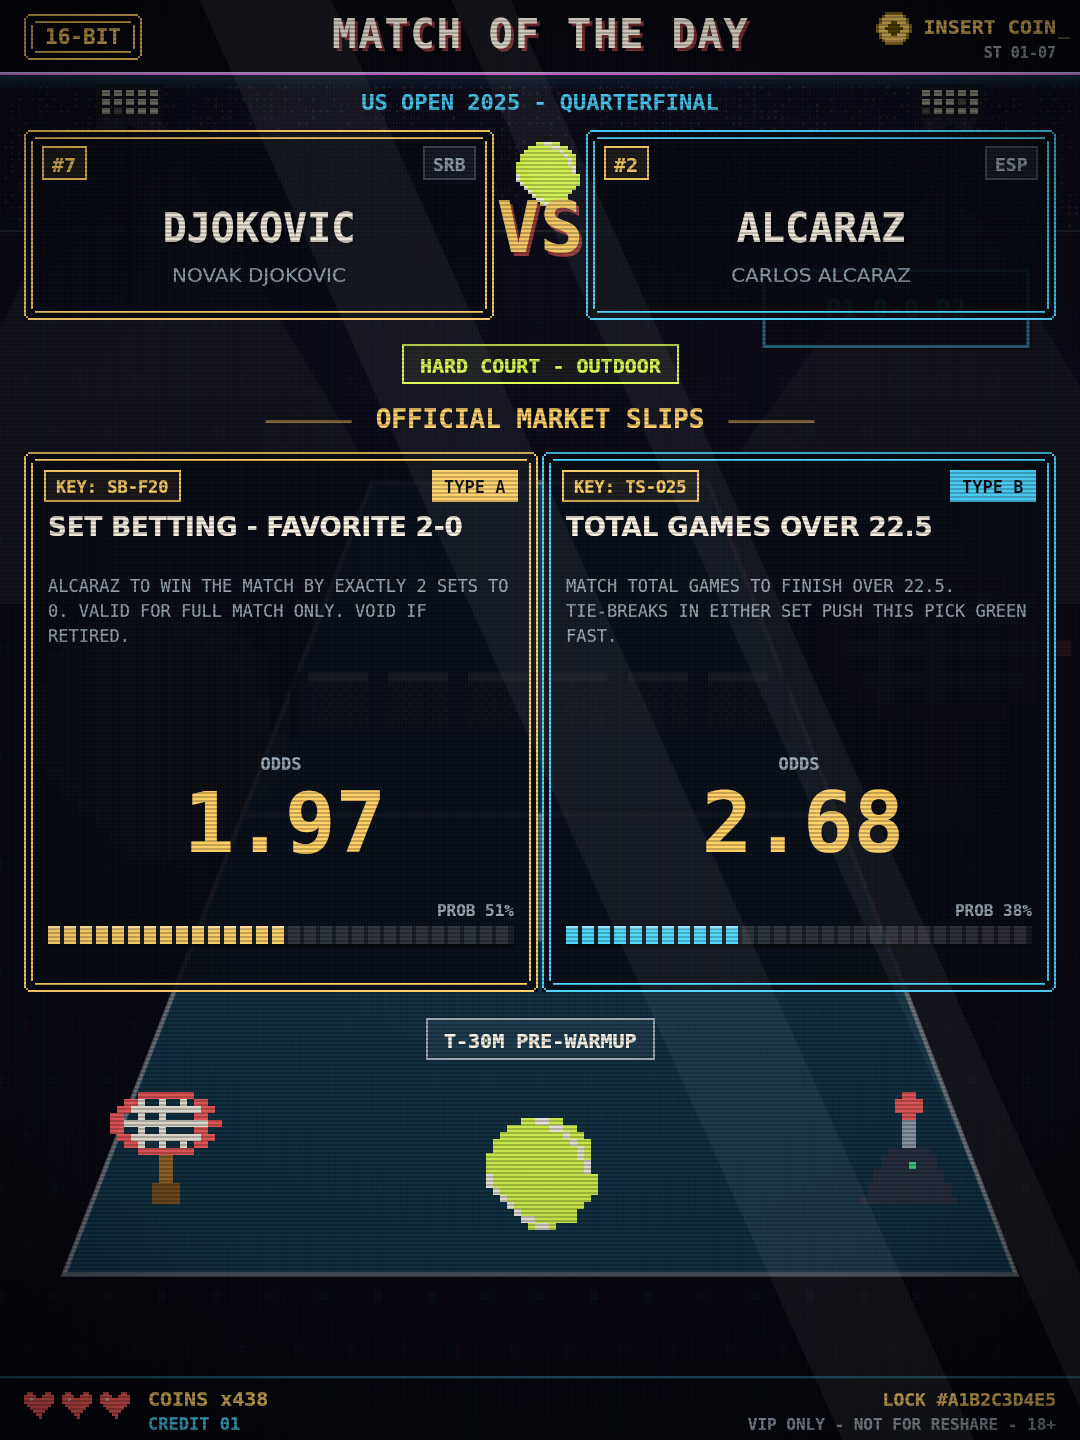 16-BIT
MATCH OF THE DAY
INSERT COIN_
ST 01-07
US OPEN 2025 - QUARTERFINAL
#7
SRB
DJOKOVIC
NOVAK DJOKOVIC
VS
#2
ESP
ALCARAZ
CARLOS ALCARAZ
P1 0-0 P2
HARD COURT - OUTDOOR
OFFICIAL MARKET SLIPS
KEY: SB-F20
TYPE A
SET BETTING - FAVORITE 2-0
ALCARAZ TO WIN THE MATCH BY EXACTLY 2 SETS TO
0. VALID FOR FULL MATCH ONLY. VOID IF
RETIRED.
ODDS
1.97
PROB 51%
KEY: TS-O25
TYPE B
TOTAL GAMES OVER 22.5
MATCH TOTAL GAMES TO FINISH OVER 22.5.
TIE-BREAKS IN EITHER SET PUSH THIS PICK GREEN
FAST.
ODDS
2.68
PROB 38%
T-30M PRE-WARMUP
COINS x438
CREDIT 01
LOCK #A1B2C3D4E5
VIP ONLY - NOT FOR RESHARE - 18+